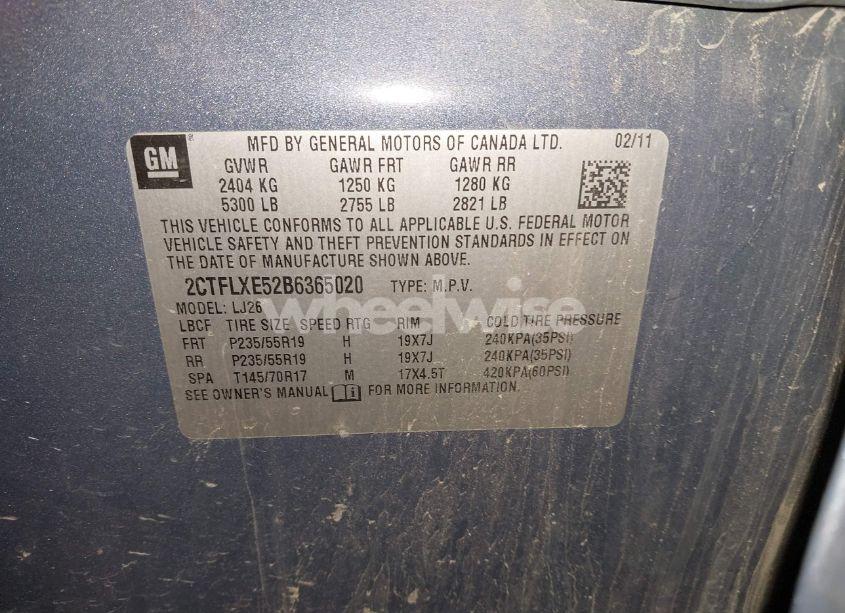 GM
MFD BY GENERAL MOTORS OF CANADA LTD. 02/11
GVWR GAWR FRT GAWR RR
2404 KG 1250 KG 1280 KG
5300 LB 2755 LB 2821 LB
THIS VEHICLE CONFORMS TO ALL APPLICABLE U.S. FEDERAL MOTOR
VEHICLE SAFETY AND THEFT PREVENTION STANDARDS IN EFFECT ON
THE DATE OF MANUFACTURE SHOWN ABOVE.
2CTFLXE52B6365020 TYPE: M.P.V.
MODEL: LJ26
wheelwise
LBCF TIRE SIZE SPEED RTG RIM COLD TIRE PRESSURE
FRT P235/55R19 H 19X7J 240KPA(35PSI)
RR P235/55R19 H 19X7J 240KPA(35PSI)
SPA T145/70R17 M 17X4.5T 420KPA(60PSI)
SEE OWNER'S MANUAL FOR MORE INFORMATION.